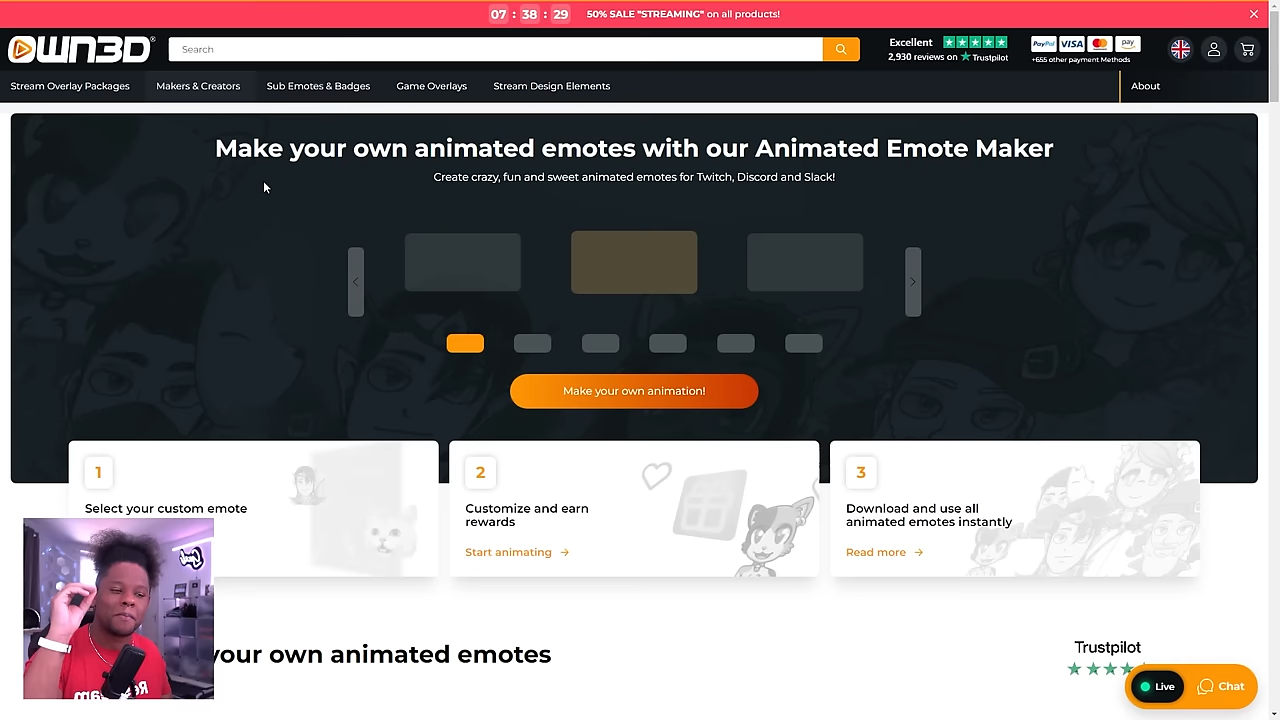 07 : 38 : 29 50% SALE "STREAMING" on all products!
OWN3D
Search
Excellent
2,930 reviews on Trustpilot
PayPal VISA mastercard pay
+655 other payment Methods
Stream Overlay Packages Makers & Creators Sub Emotes & Badges Game Overlays Stream Design Elements About
Make your own animated emotes with our Animated Emote Maker
Create crazy, fun and sweet animated emotes for Twitch, Discord and Slack!
Make your own animation!
1
Select your custom emote
2
Customize and earn
rewards
Start animating →
3
Download and use all
animated emotes instantly
Read more →
your own animated emotes
Trustpilot
Live Chat